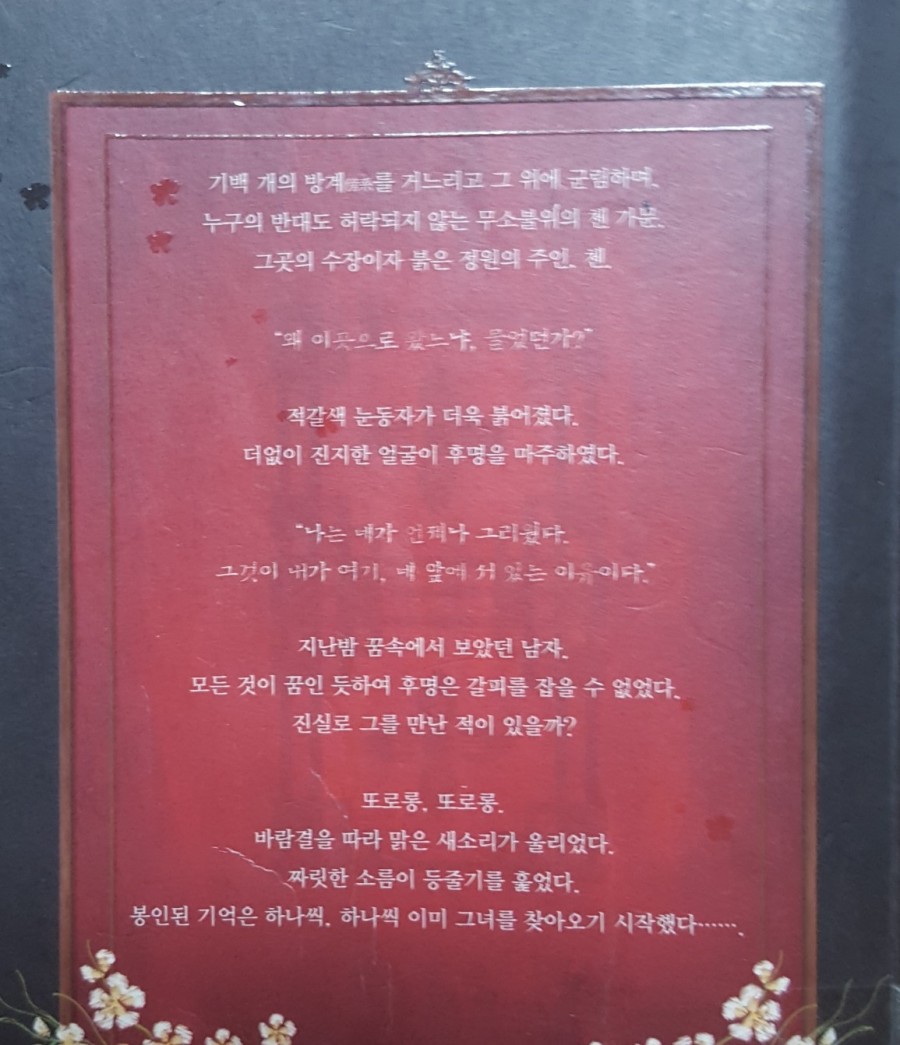 기백 개의 방계傍系를 거느리고 그 위에 군림하며,
누구의 반대도 허락되지 않는 무소불위의 첸 가문.
그곳의 수장이자 붉은 정원의 주인, 첸.
“왜 이곳으로 왔느냐, 물었던가?”
적갈색 눈동자가 더욱 붉어졌다.
더없이 진지한 얼굴이 후명을 마주하였다.
“나는 네가 언제나 그리웠다.
그것이 내가 여기, 네 앞에 서 있는 이유이다.”
지난밤 꿈속에서 보았던 남자.
모든 것이 꿈인 듯하여 후명은 갈피를 잡을 수 없었다.
진실로 그를 만난 적이 있을까?
또로롱, 또로롱.
바람결을 따라 맑은 새소리가 울리었다.
짜릿한 소름이 등줄기를 훑었다.
봉인된 기억은 하나씩, 하나씩 이미 그녀를 찾아오기 시작했다…….